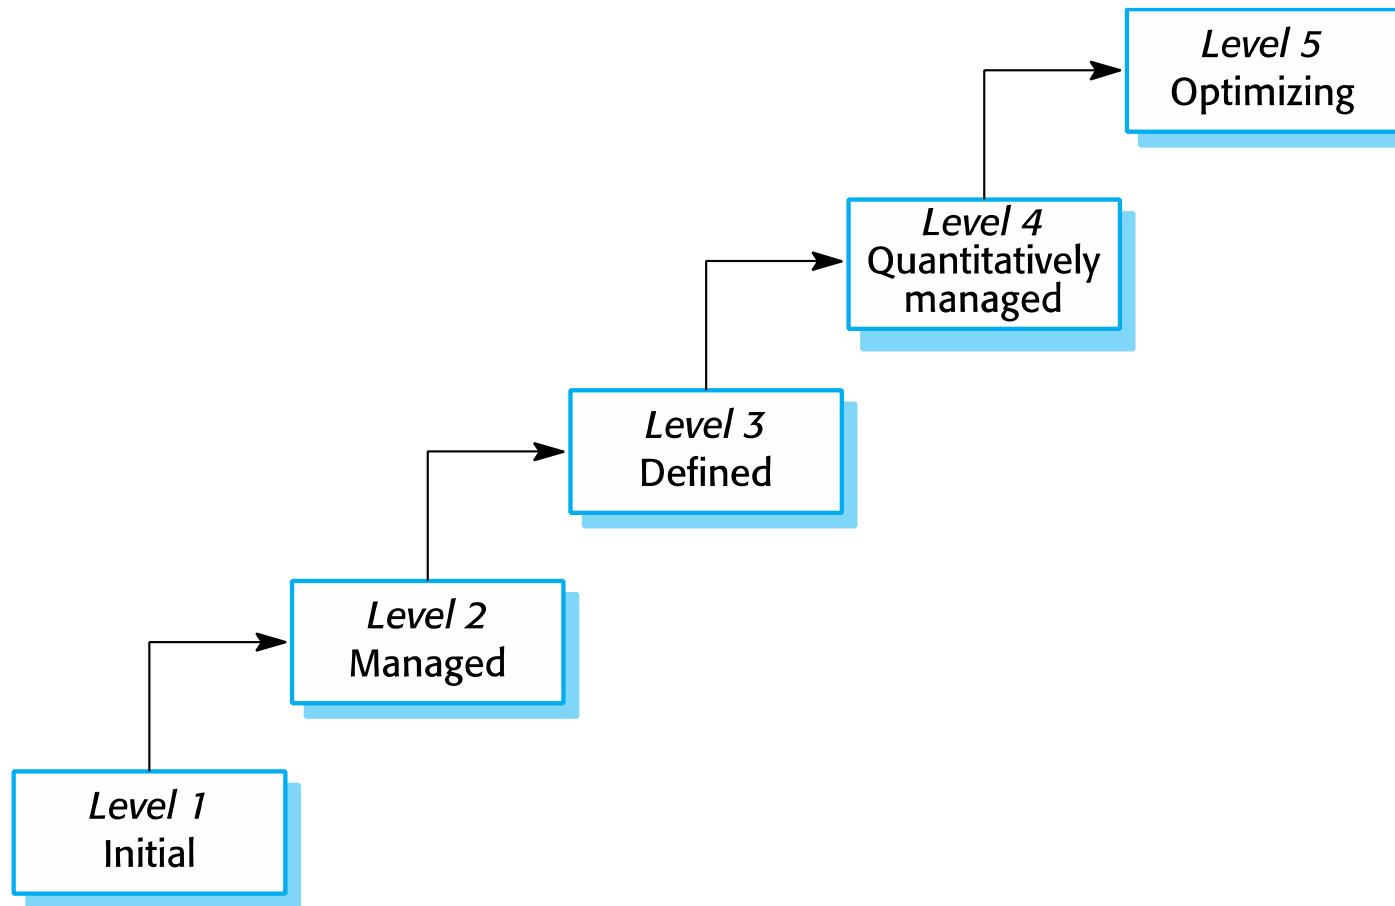 Level 5
Optimizing
Level 4
Quantitatively
managed
Level 3
Defined
Level 2
Managed
Level 1
Initial